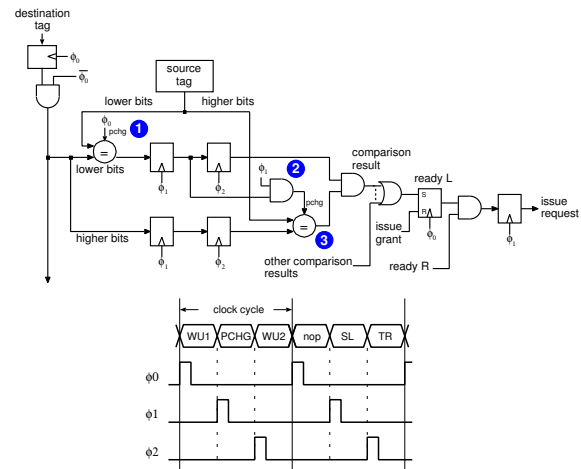 destination
tag
ϕ0
ϕ0
source
tag
lower bits
higher bits
ϕ0
pchg
1
=
lower bits
ϕ1
ϕ2
ϕ1
2
pchg
=
3
higher bits
ϕ1
ϕ2
comparison
result
ready L
S
R
ϕ0
issue
grant
other comparison
results
ready R
ϕ1
issue
request
clock cycle
WU1 PCHG WU2 nop SL TR
ϕ0
ϕ1
ϕ2